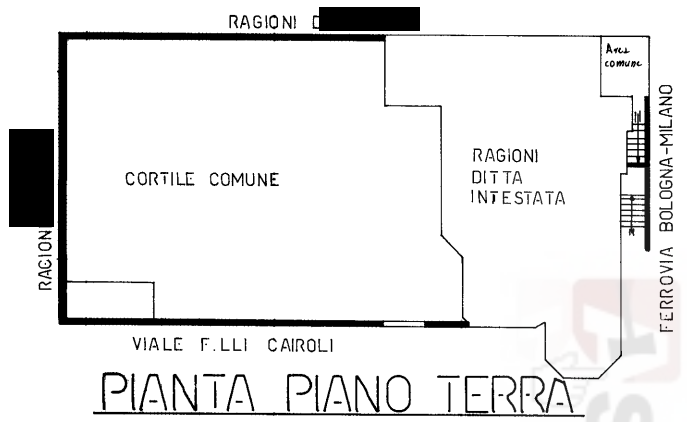 RAGIONI
Area
comune
RAGIONI
CORTILE COMUNE
RAGIONI
DITTA
INTESTATA
FERROVIA BOLOGNA-MILANO
VIALE F.LLI CAIROLI
PIANTA PIANO TERRA